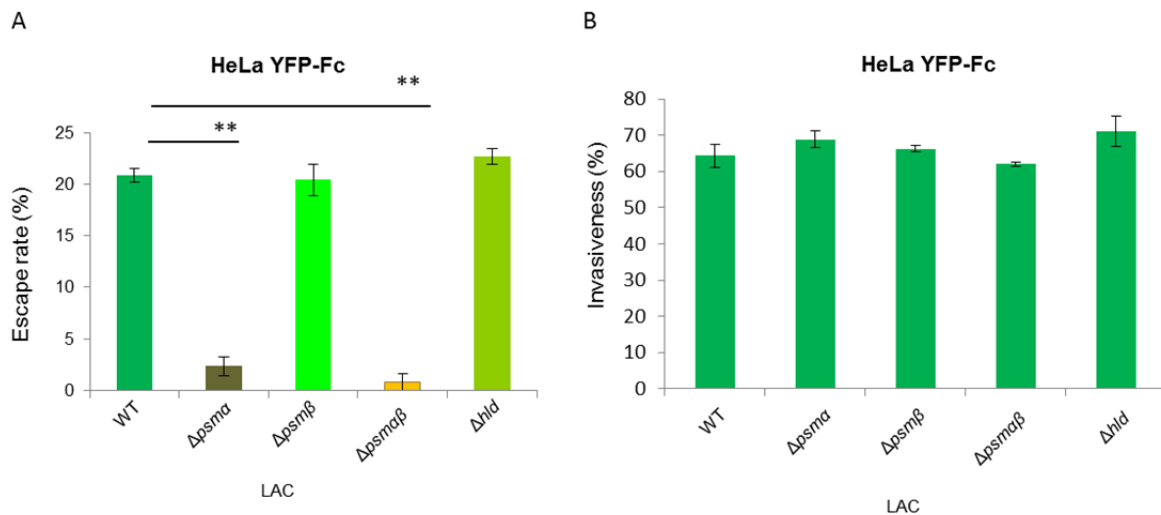 A
HeLa YFP-Fc
**
**
Escape rate (%)
25
20
15
10
5
0
WT
Δpsmα
Δpsmβ
Δpsmαβ
Δhld
LAC
B
HeLa YFP-Fc
Invasiveness (%)
80
70
60
50
40
30
20
10
0
WT
Δpsmα
Δpsmβ
Δpsmαβ
Δhld
LAC